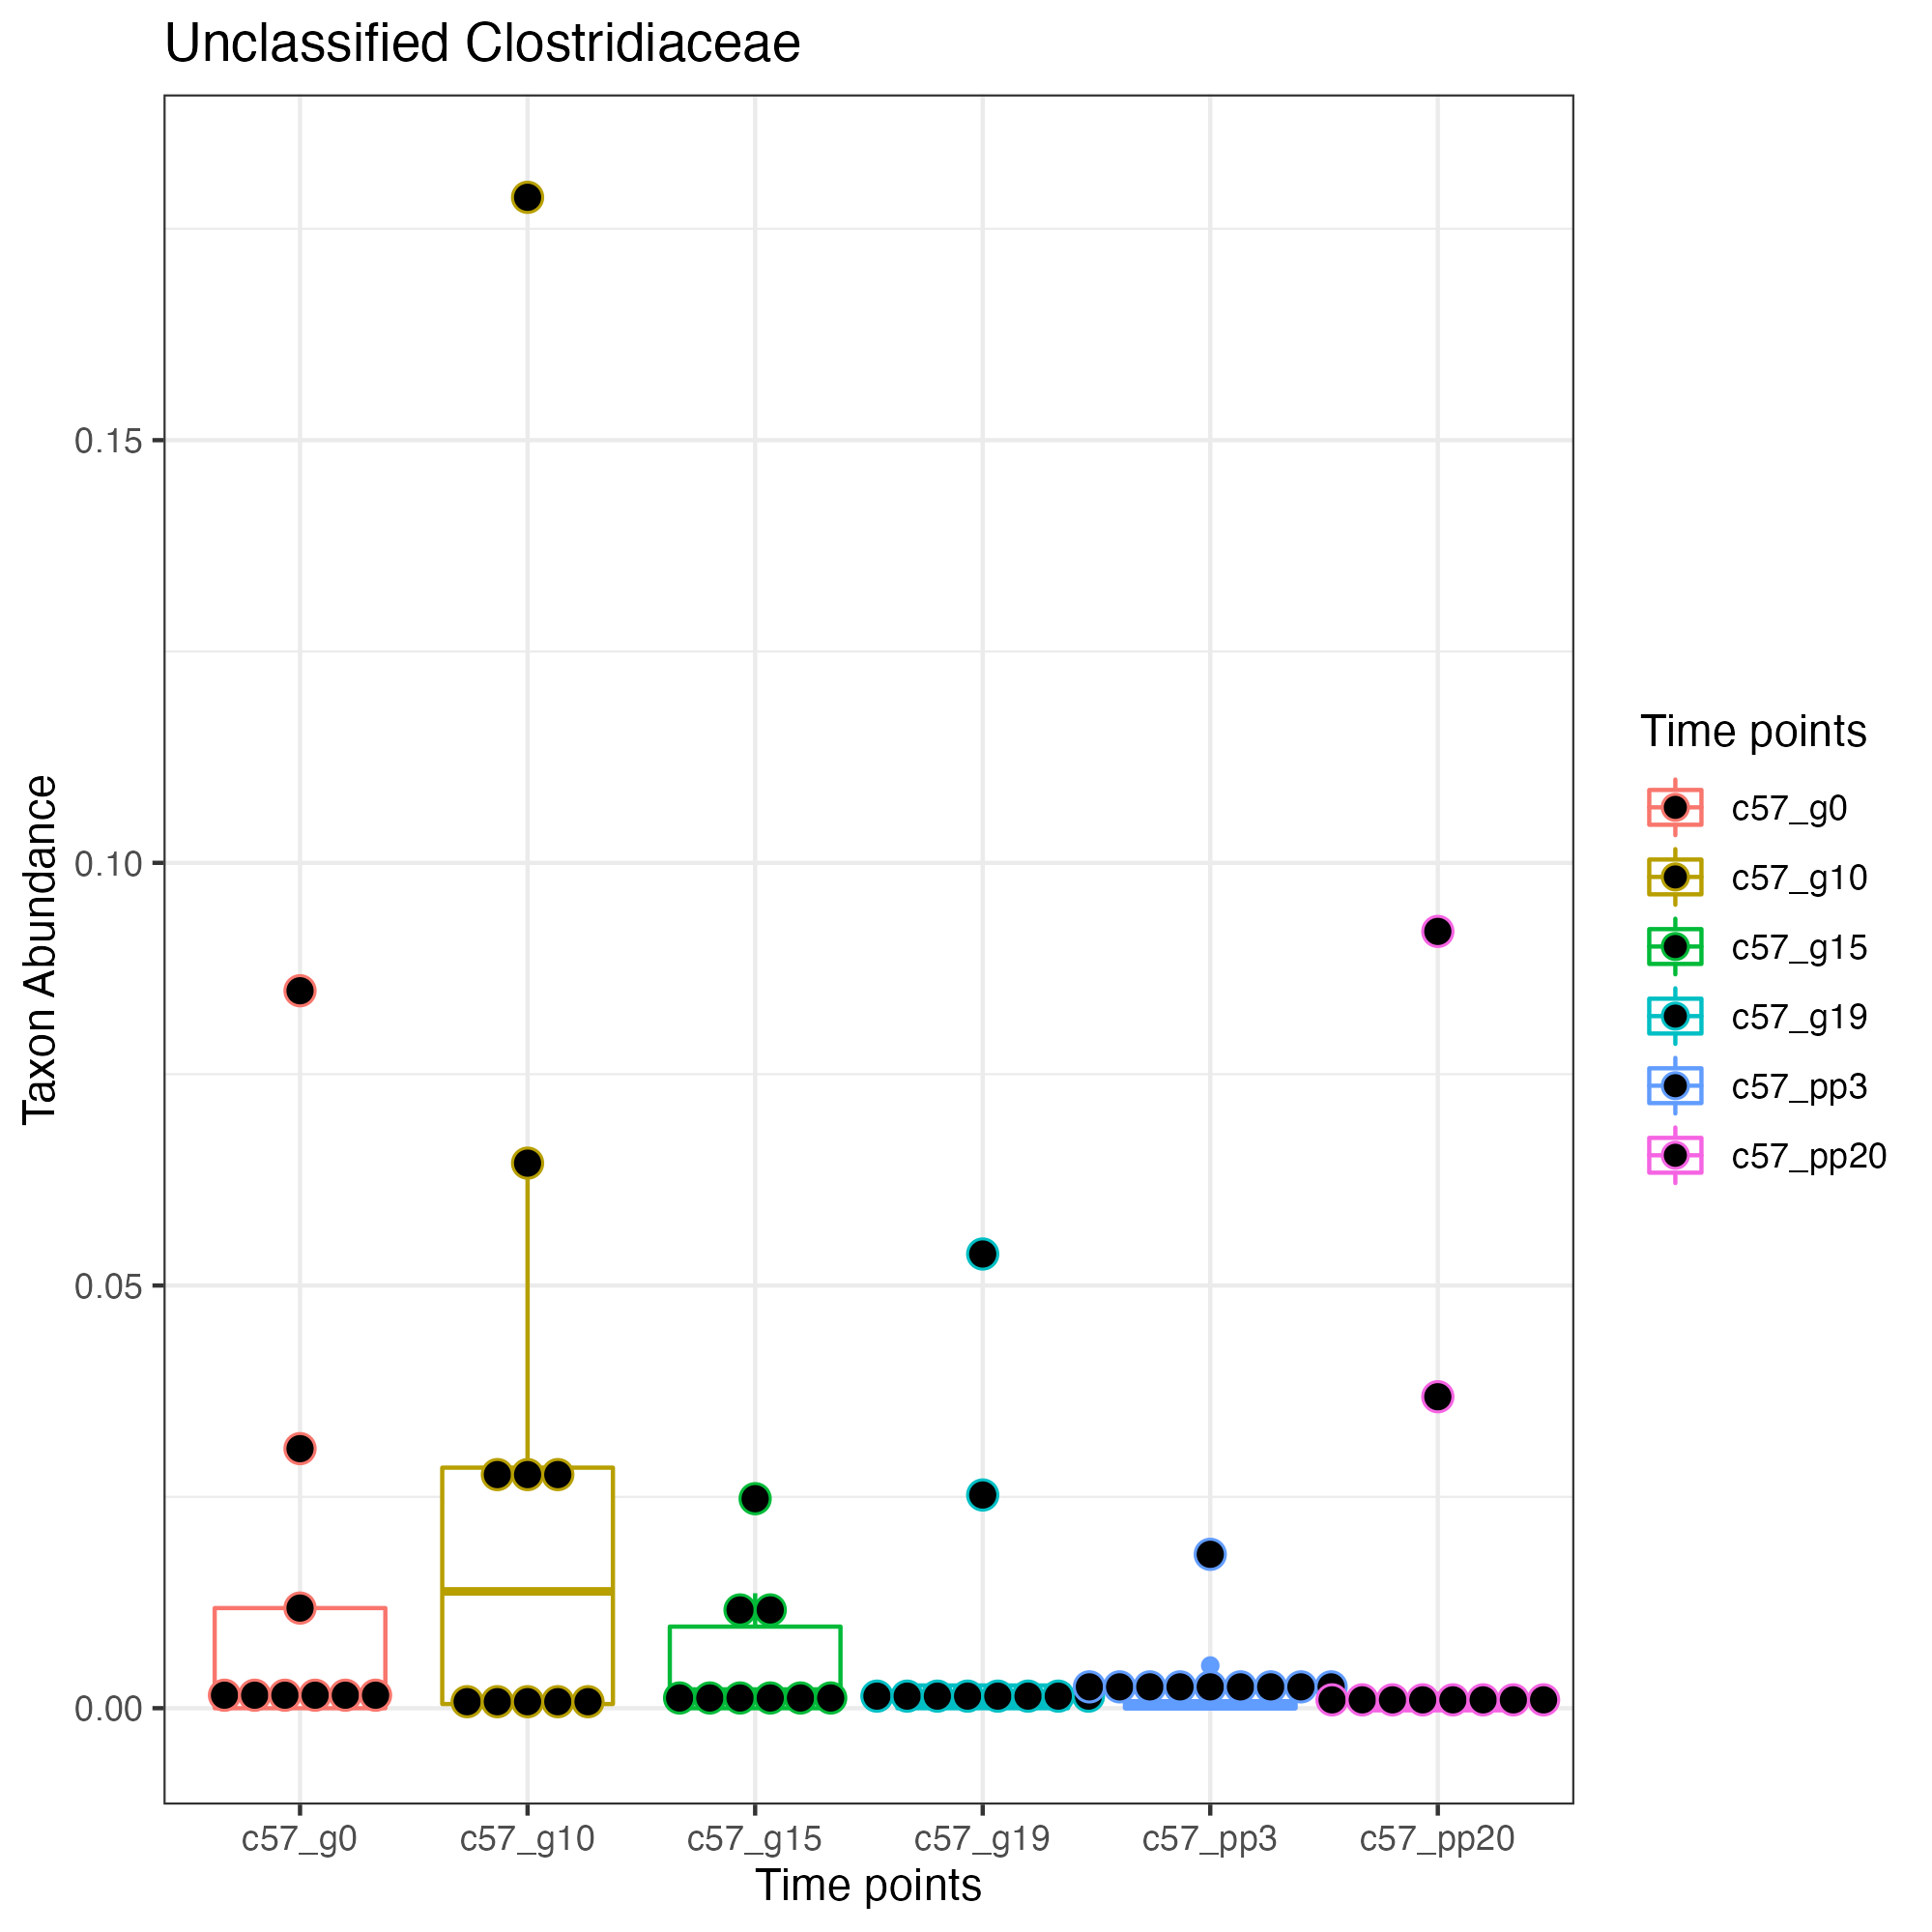 Unclassified Clostridiaceae
Taxon Abundance
0.15
0.10
0.05
0.00
c57_g0 c57_g10 c57_g15 c57_g19 c57_pp3 c57_pp20
Time points
Time points
c57_g0
c57_g10
c57_g15
c57_g19
c57_pp3
c57_pp20